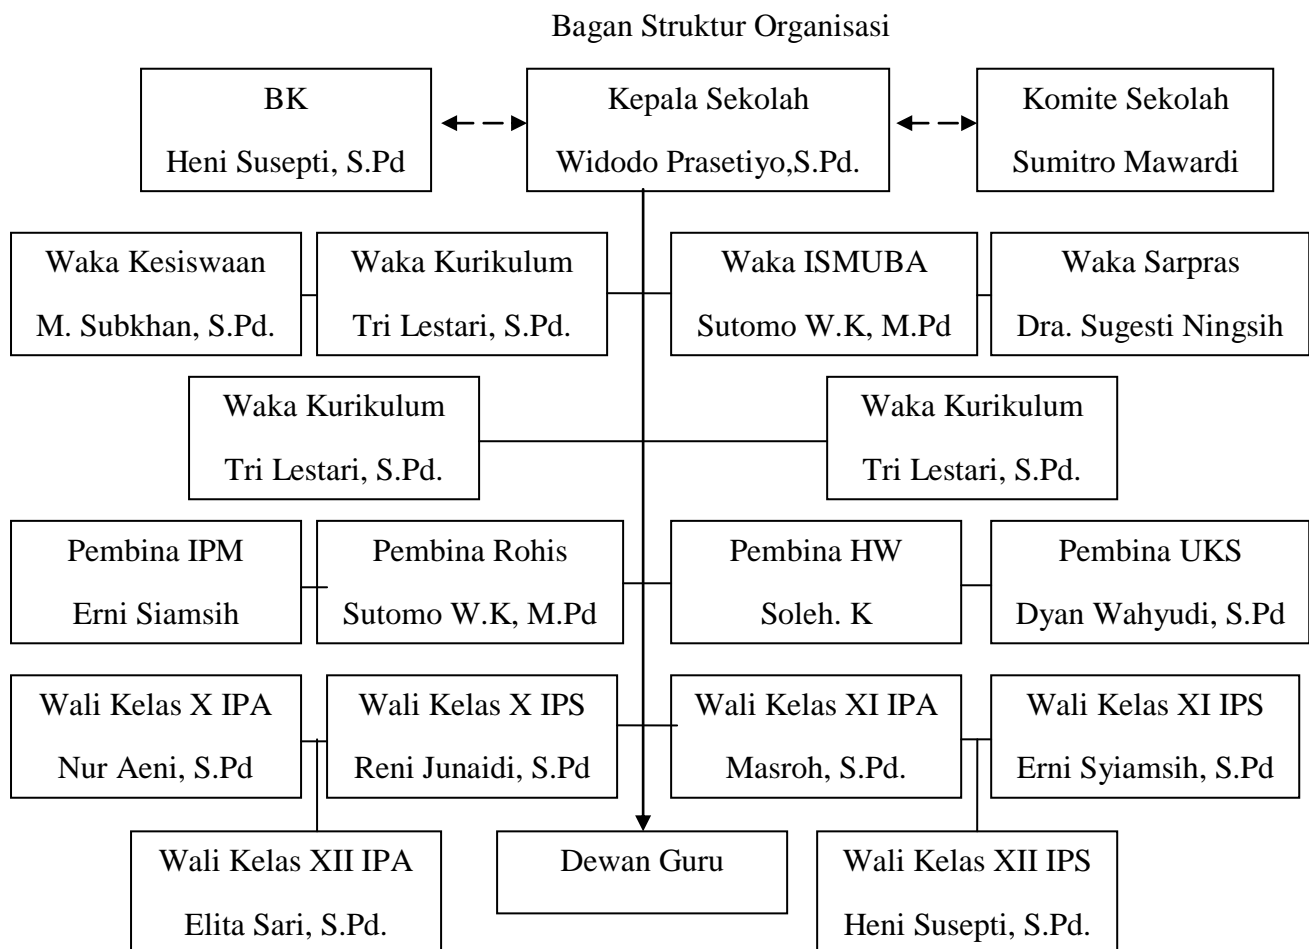 Bagan Struktur Organisasi
BK
Heni Susepti, S.Pd
Kepala Sekolah
Widodo Prasetiyo,S.Pd.
Komite Sekolah
Sumitro Mawardi
Waka Kesiswaan
M. Subkhan, S.Pd.
Waka Kurikulum
Tri Lestari, S.Pd.
Waka ISMUBA
Sutomo W.K, M.Pd
Waka Sarpras
Dra. Sugesti Ningsih
Waka Kurikulum
Tri Lestari, S.Pd.
Waka Kurikulum
Tri Lestari, S.Pd.
Pembina IPM
Erni Siamsih
Pembina Rohis
Sutomo W.K, M.Pd
Pembina HW
Soleh. K
Pembina UKS
Dyan Wahyudi, S.Pd
Wali Kelas X IPA
Nur Aeni, S.Pd
Wali Kelas X IPS
Reni Junaidi, S.Pd
Wali Kelas XI IPA
Masroh, S.Pd.
Wali Kelas XI IPS
Erni Syiamsih, S.Pd
Wali Kelas XII IPA
Elita Sari, S.Pd.
Dewan Guru
Wali Kelas XII IPS
Heni Susepti, S.Pd.